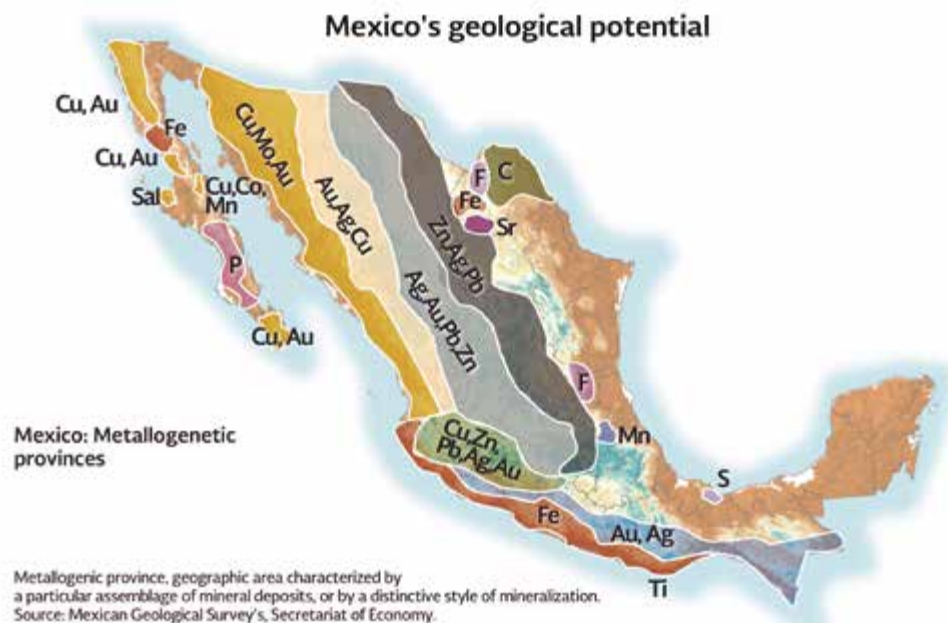 Mexico's geological potential
Cu, Au
Fe
Cu, Au
Sal
Cu,Co,
Mn
P
Cu, Au
Cu,Mo,Au
Au,Ag,Cu
Ag,Au,Pb,Zn
Zn,Ag,Pb
F
C
Fe
Sr
F
Mn
S
Cu,Zn,
Pb,Ag,Au
Fe
Au, Ag
Ti
Mexico: Metallogenetic
provinces
Metallogenic province, geographic area characterized by
a particular assemblage of mineral deposits, or by a distinctive style of mineralization.
Source: Mexican Geological Survey's, Secretariat of Economy.